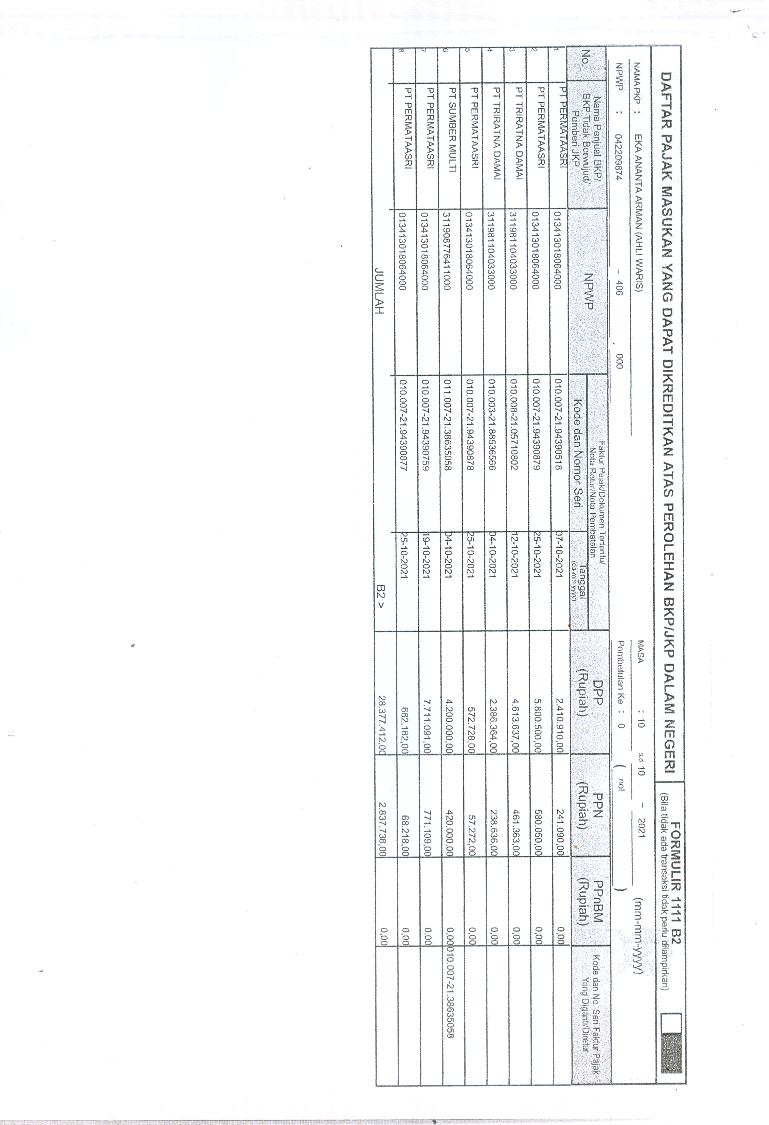 DAFTAR PAJAK MASUKAN YANG DAPAT DIKREDITKAN ATAS PEROLEHAN BKP/JKP DALAM NEGERI
FORMULIR 1111 B2
(Bila tidak ada transaksi tidak perlu dilampirkan)
NAMA PKP : EKA ANANTA ARMAN (AHLI WARIS) MASA : 10 s.d 10 - 2021 (mm-mm-yyyy)
NPWP : 042209874 - 406 . 000 Pembetulan Ke : 0 ( nol )
No. Nama Penjual BKP/ BKP Tidak Berwujud/ Pemberi JKP NPWP Faktur Pajak/Dokumen Tertentu/ Nota Retur/Nota Pembatalan DPP (Rupiah) PPN (Rupiah) PPnBM (Rupiah) Kode dan No. Seri Faktur Pajak Yang Diganti/Diretur
Kode dan Nomor Seri Tanggal (dd-mm-yyyy)
1 PT PERMATAASRI 013413018064000 010.007-21.94390518 07-10-2021 2.410.910,00 241.090,00 0,00
2 PT PERMATAASRI 013413018064000 010.007-21.94390879 25-10-2021 5.800.500,00 580.050,00 0,00
3 PT TRIRATNA DAMAI 311981104033000 010.008-21.05710802 12-10-2021 4.613.637,00 461.363,00 0,00
4 PT TRIRATNA DAMAI 311981104033000 010.003-21.88536566 04-10-2021 2.386.364,00 238.636,00 0,00
5 PT PERMATAASRI 013413018064000 010.007-21.94390878 25-10-2021 572.728,00 57.272,00 0,00
6 PT SUMBER MULTI 311908776411000 011.007-21.38635058 04-10-2021 4.200.000,00 420.000,00 0,00 010.007-21.38635058
7 PT PERMATAASRI 013413018064000 010.007-21.94390759 19-10-2021 7.711.091,00 771.109,00 0,00
8 PT PERMATAASRI 013413018064000 010.007-21.94390877 25-10-2021 682.182,00 68.218,00 0,00
JUMLAH B2 > 28.377.412,00 2.837.738,00 0,00